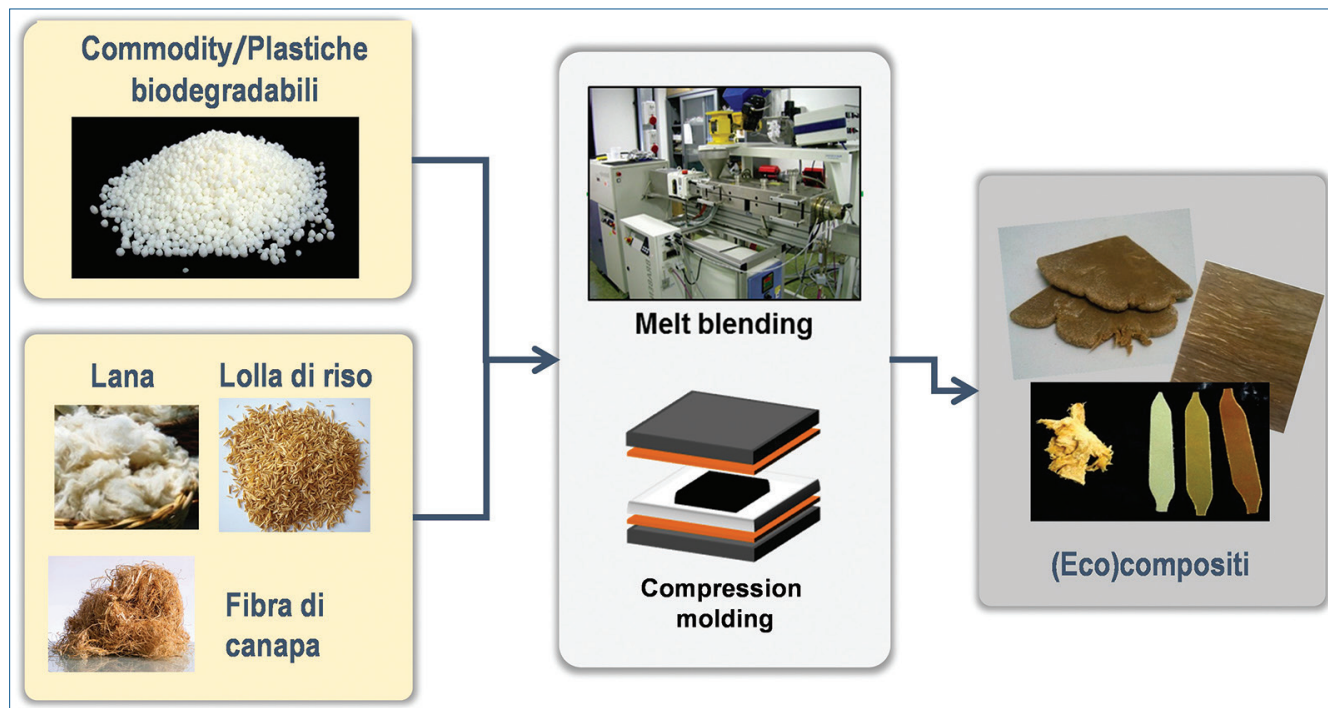 Commodity/Plastiche
biodegradabili
Lana
Lolla di riso
Fibra di
canapa
Melt blending
Compression
molding
(Eco)compositi